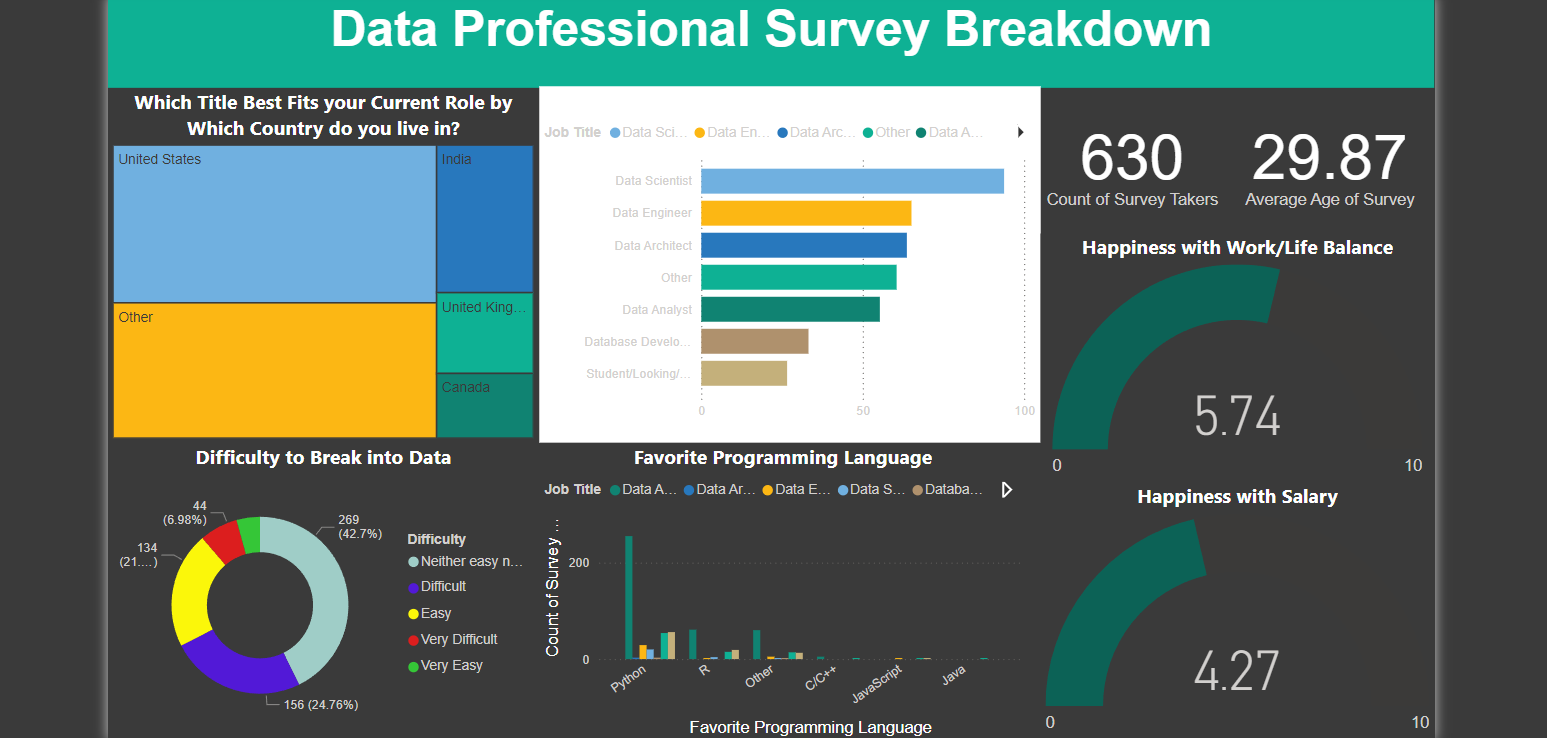 Data Professional Survey Breakdown
Which Title Best Fits your Current Role by
Which Country do you live in?
United States
India
Other
United King...
Canada
Job Title Data Sci... Data En... Data Arc... Other Data A...
Data Scientist
Data Engineer
Data Architect
Other
Data Analyst
Database Develo...
Student/Looking/...
0 50 100
630
Count of Survey Takers
29.87
Average Age of Survey
Happiness with Work/Life Balance
5.74
0 10
Difficulty to Break into Data
44
(6.98%)
269
(42.7%)
134
(21....)
156 (24.76%)
Difficulty
Neither easy n...
Difficult
Easy
Very Difficult
Very Easy
Favorite Programming Language
Job Title Data A... Data Ar... Data E... Data S... Databa...
Count of Survey ...
200
0
Python R Other C/C++ JavaScript Java
Favorite Programming Language
Happiness with Salary
4.27
0 10